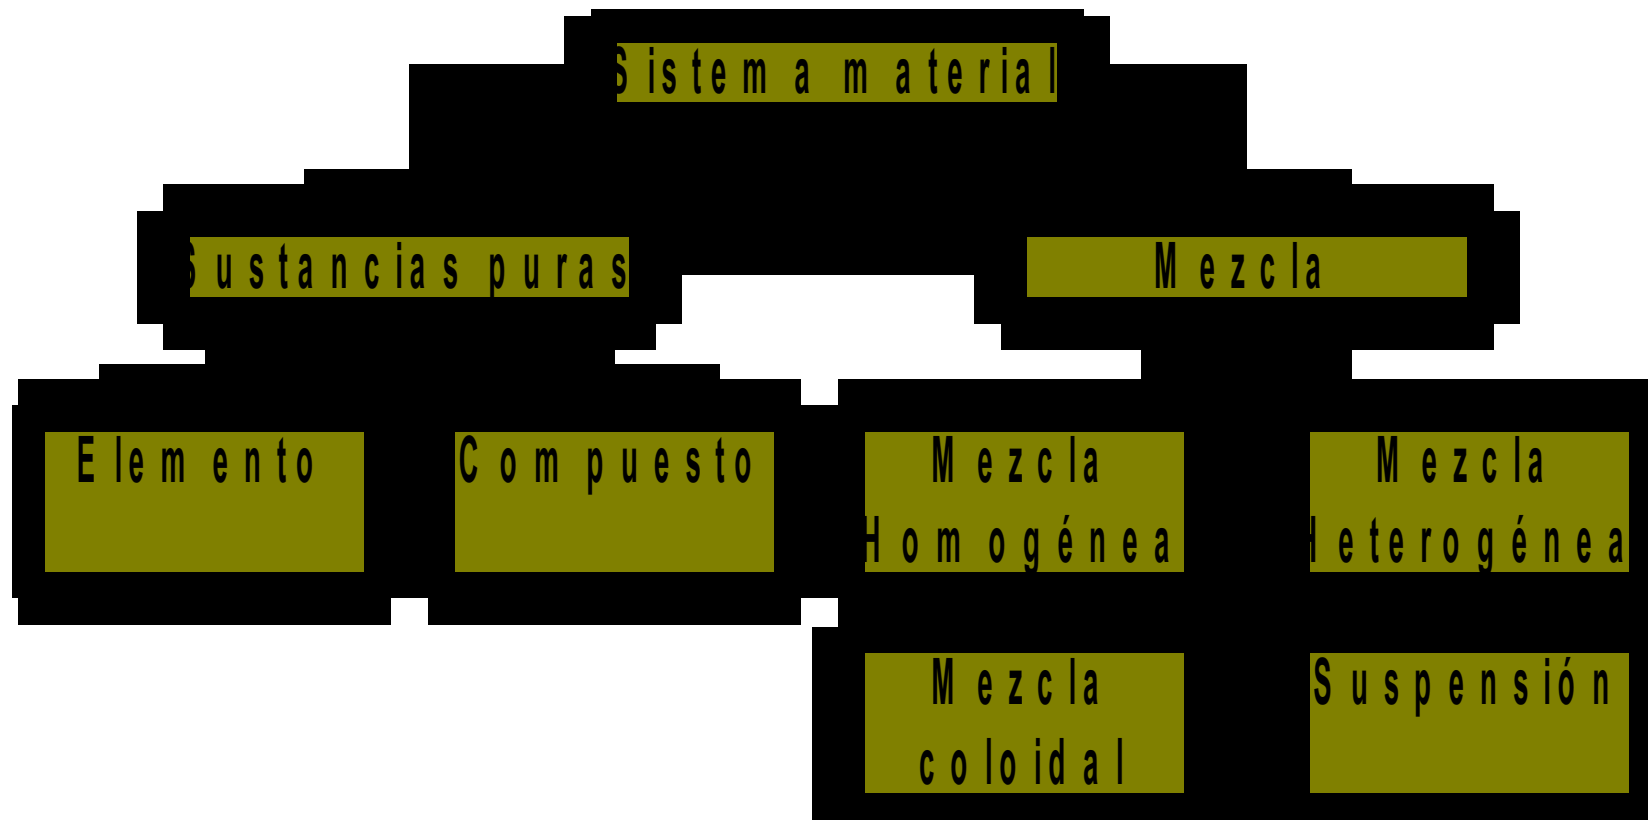 Sistema material
Sustancias puras
Mezcla
Elemento
Compuesto
Mezcla
Homogénea
Mezcla
Heterogénea
Mezcla
coloidal
Suspensión